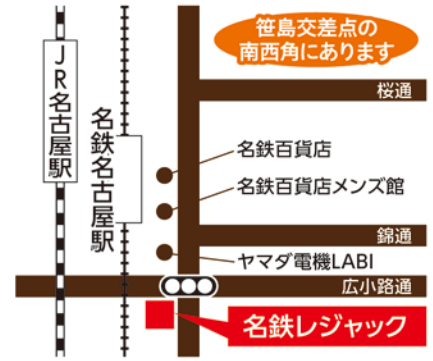 笹島交差点の
南西角にあります
桜通
JR名古屋駅
名鉄名古屋駅
名鉄百貨店
名鉄百貨店メンズ館
錦通
ヤマダ電機LABI
広小路通
名鉄レジャック